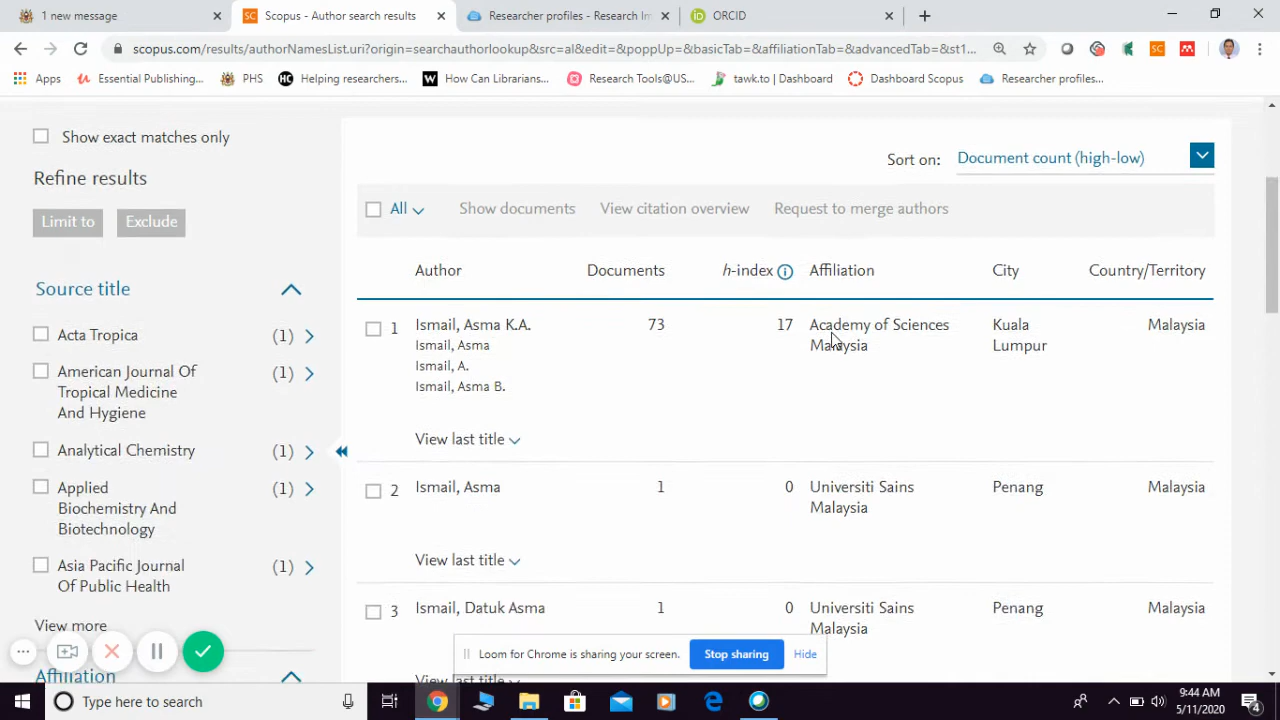 1 new message
Scopus - Author search results
Researcher profiles - Research Im
ORCID
scopus.com/results/authorNamesList.uri?origin=searchauthorlookup&src=al&edit=&poppUp=&basicTab=&affiliationTab=&advancedTab=&st1...
Apps
Essential Publishing...
PHS
Helping researchers...
How Can Librarians...
Research Tools@US...
tawk.to | Dashboard
Dashboard Scopus
Researcher profiles...
Show exact matches only
Refine results
Limit to
Exclude
Source title
Acta Tropica (1)
American Journal Of (1)
Tropical Medicine
And Hygiene
Analytical Chemistry (1)
Applied (1)
Biochemistry And
Biotechnology
Asia Pacific Journal (1)
Of Public Health
View more
Affiliation
Sort on: Document count (high-low)
All Show documents View citation overview Request to merge authors
Author Documents h-index Affiliation City Country/Territory
1 Ismail, Asma K.A. 73 17 Academy of Sciences Kuala Malaysia
Ismail, Asma Malaysia Lumpur
Ismail, A.
Ismail, Asma B.
View last title
2 Ismail, Asma 1 0 Universiti Sains Penang Malaysia
Malaysia
View last title
3 Ismail, Datuk Asma 1 0 Universiti Sains Penang Malaysia
Malaysia
View last title
Loom for Chrome is sharing your screen. Stop sharing Hide
Type here to search
9:44 AM
5/11/2020
4